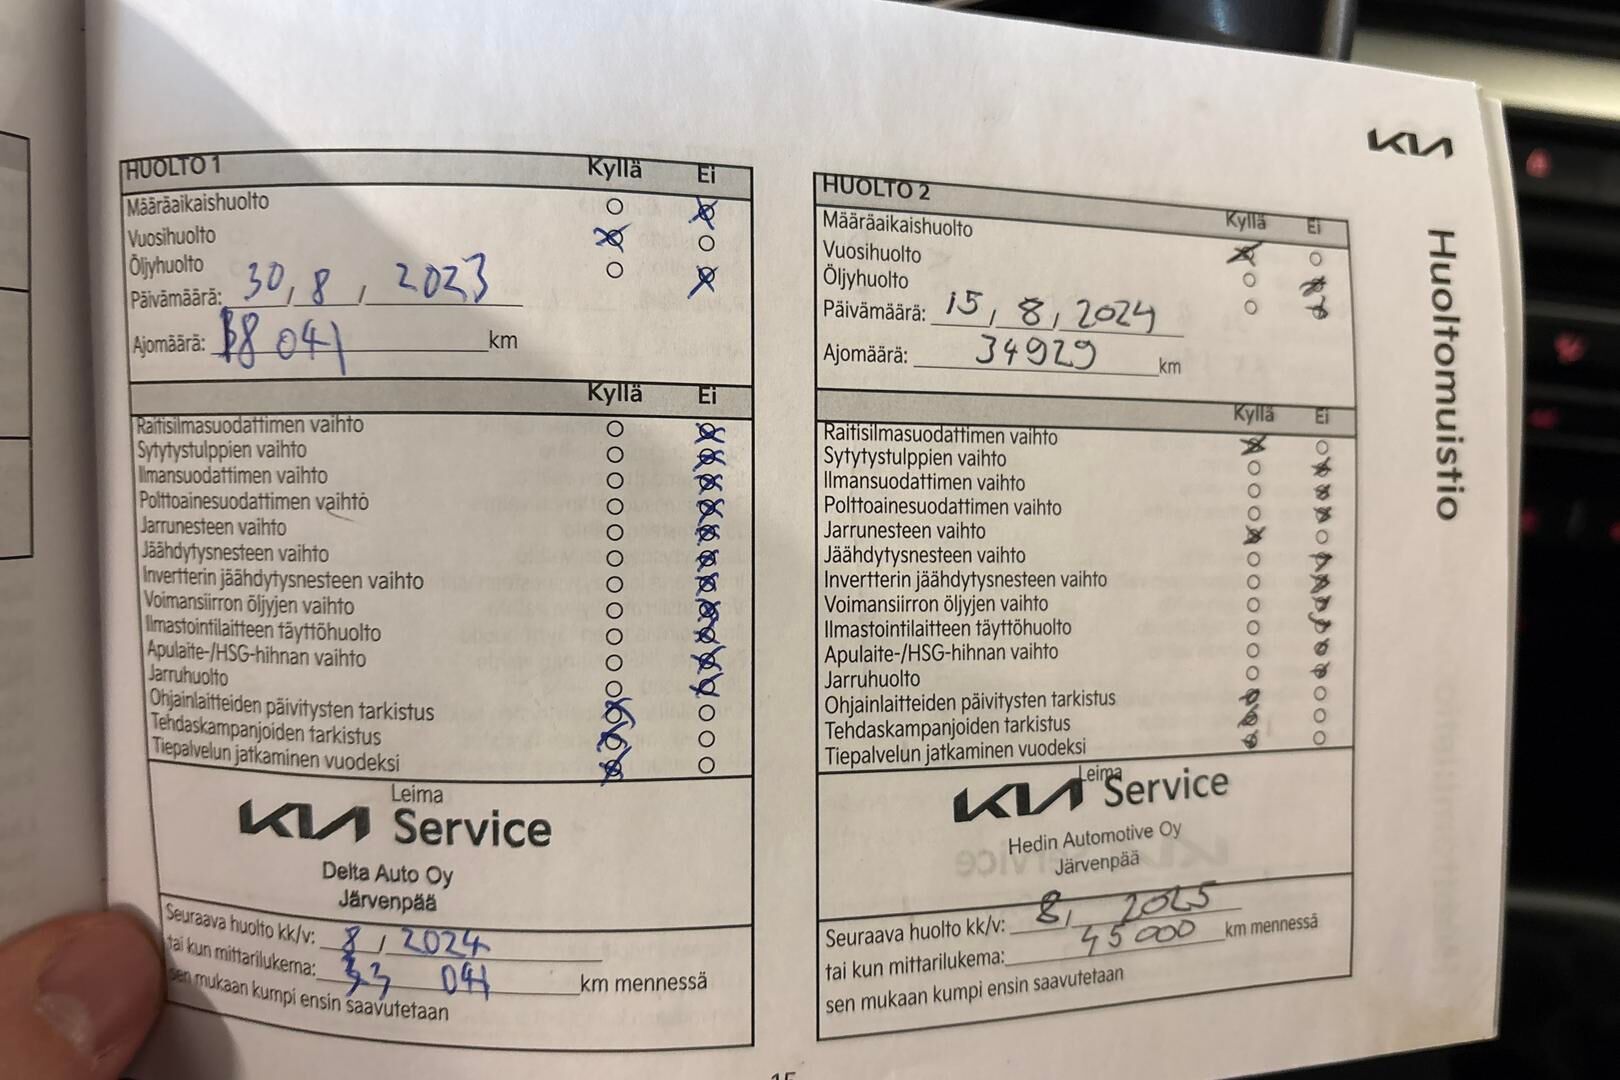 HUOLTO 1 Kyllä Ei
Määräaikaishuolto
Vuosihuolto
Öljyhuolto
Päivämäärä: 30, 8, 2023
Ajomäärä: 18 041 km
Kyllä Ei
Raitisilmasuodattimen vaihto
Sytytystulppien vaihto
Ilmansuodattimen vaihto
Polttoainesuodattimen vaihto
Jarrunesteen vaihto
Jäähdytysnesteen vaihto
Invertterin jäähdytysnesteen vaihto
Voimansiirron öljyjen vaihto
Ilmastointilaitteen täyttöhuolto
Apulaite-/HSG-hihnan vaihto
Jarruhuolto
Ohjainlaitteiden päivitysten tarkistus
Tehdaskampanjoiden tarkistus
Tiepalvelun jatkaminen vuodeksi
Leima
KIA Service
Delta Auto Oy
Järvenpää
Seuraava huolto kk/v: 8, 2024
tai kun mittarilukema: 33 041 km mennessä
sen mukaan kumpi ensin saavutetaan
HUOLTO 2
Kyllä Ei
Määräaikaishuolto
Vuosihuolto
Öljyhuolto
Päivämäärä: 15, 8, 2024
Ajomäärä: 34929 km
Kyllä Ei
Raitisilmasuodattimen vaihto
Sytytystulppien vaihto
Ilmansuodattimen vaihto
Polttoainesuodattimen vaihto
Jarrunesteen vaihto
Jäähdytysnesteen vaihto
Invertterin jäähdytysnesteen vaihto
Voimansiirron öljyjen vaihto
Ilmastointilaitteen täyttöhuolto
Apulaite-/HSG-hihnan vaihto
Jarruhuolto
Ohjainlaitteiden päivitysten tarkistus
Tehdaskampanjoiden tarkistus
Tiepalvelun jatkaminen vuodeksi
Leima
KIA Service
Hedin Automotive Oy
Järvenpää
Seuraava huolto kk/v: 8, 2025
tai kun mittarilukema: 45 000 km mennessä
sen mukaan kumpi ensin saavutetaan
KIA
Huoltomuistio